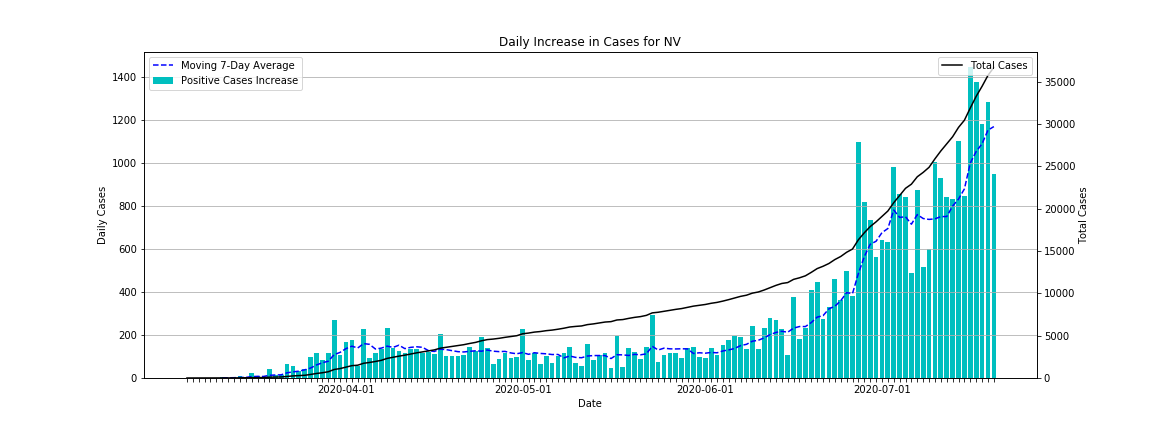 Daily Increase in Cases for NV
Moving 7-Day Average
Positive Cases Increase
Total Cases
1400
1200
1000
800
600
400
200
0
Daily Cases
35000
30000
25000
20000
15000
10000
5000
0
Total Cases
2020-04-01
2020-05-01
2020-06-01
2020-07-01
Date